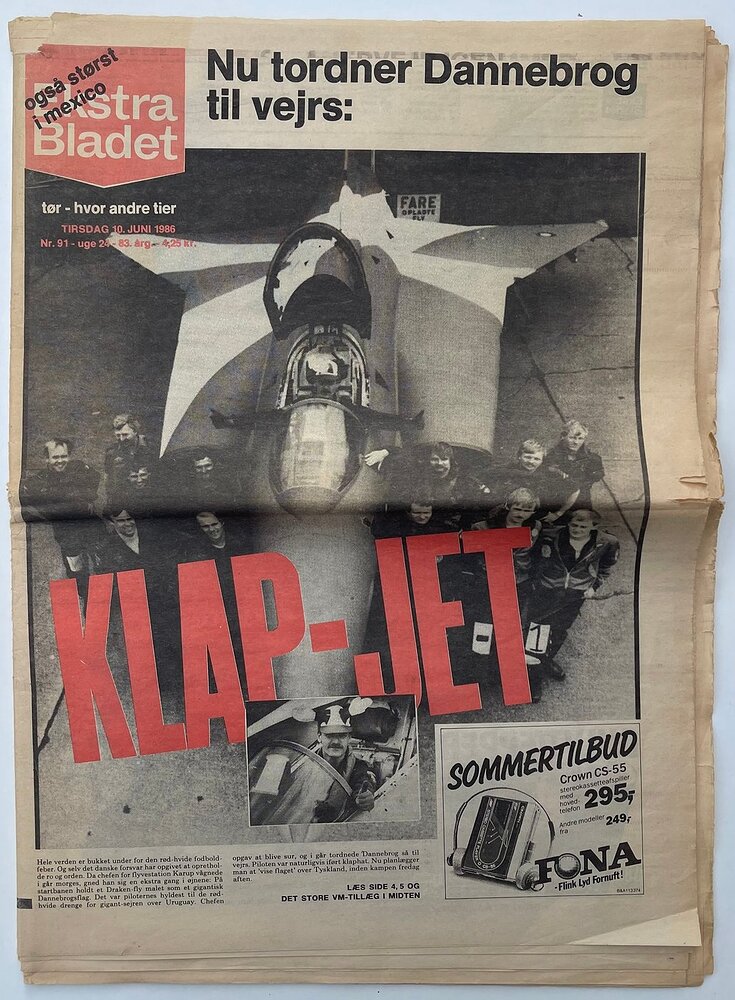 også størst
i mexico
Ekstra
Bladet
Nu tordner Dannebrog
til vejrs:
tør - hvor andre tier
TIRSDAG 10. JUNI 1986
Nr. 91 - uge 24 - 83. årg. - 4,25 kr.
FARE
UPLADTE
FLY
KLAP-JET
SOMMERTILBUD
Crown CS-55
stereokassetteafspiller
med
hoved-
telefon
295,-
Andre modeller
fra
249,-
FONA
- Flink Lyd Fornuft!
Hele verden er bukket under for den rød-hvide fodbold-
feber. Og selv det danske forsvar har opgivet at oprethol-
de ro og orden. Da chefen for flyvestation Karup vågnede
i går morges, gned han sig en ekstra gang i øjnene: På
startbanen holdt et Draken-fly malet som et gigantisk
Dannebrogsflag. Det var piloternes hyldest til de rød-
hvide drenge for gigant-sejren over Uruguay. Chefen
opgav at blive sur, og i går tordnede Dannebrog så til
vejrs. Piloten var naturligvis iført klaphat. Nu planlægger
man at 'vise flaget' over Tyskland, inden kampen fredag
aften.
LÆS SIDE 4, 5 OG
DET STORE VM-TILLÆG I MIDTEN